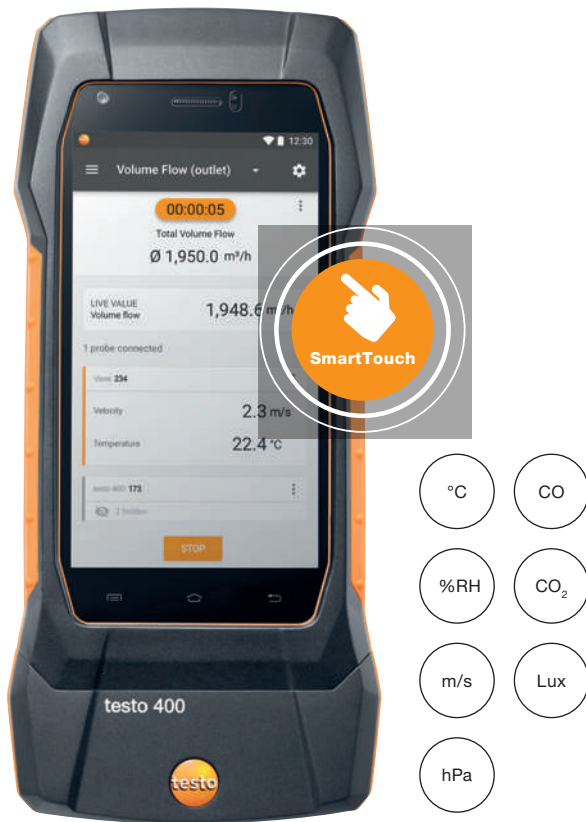 12:30
Volume Flow (outlet)
00:00:05
Total Volume Flow
Ø 1,950.0 m³/h
LIVE VALUE
Volume flow
1,948.6 m³/h
1 probe connected
Vane 234
Velocity 2.3 m/s
Temperature 22.4 °C
testo 400 173
2 hidden
STOP
SmartTouch
°C
CO
%RH
CO₂
m/s
Lux
hPa
testo 400
testo